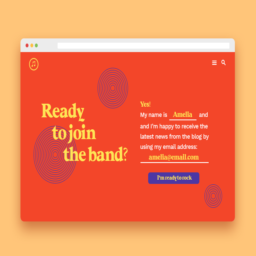 Ready
to join
the band?
Yes!
My name is Amelia and
and I'm happy to receive the
latest news from the blog by
using my email address:
amelia@email.com
I'm ready to rock